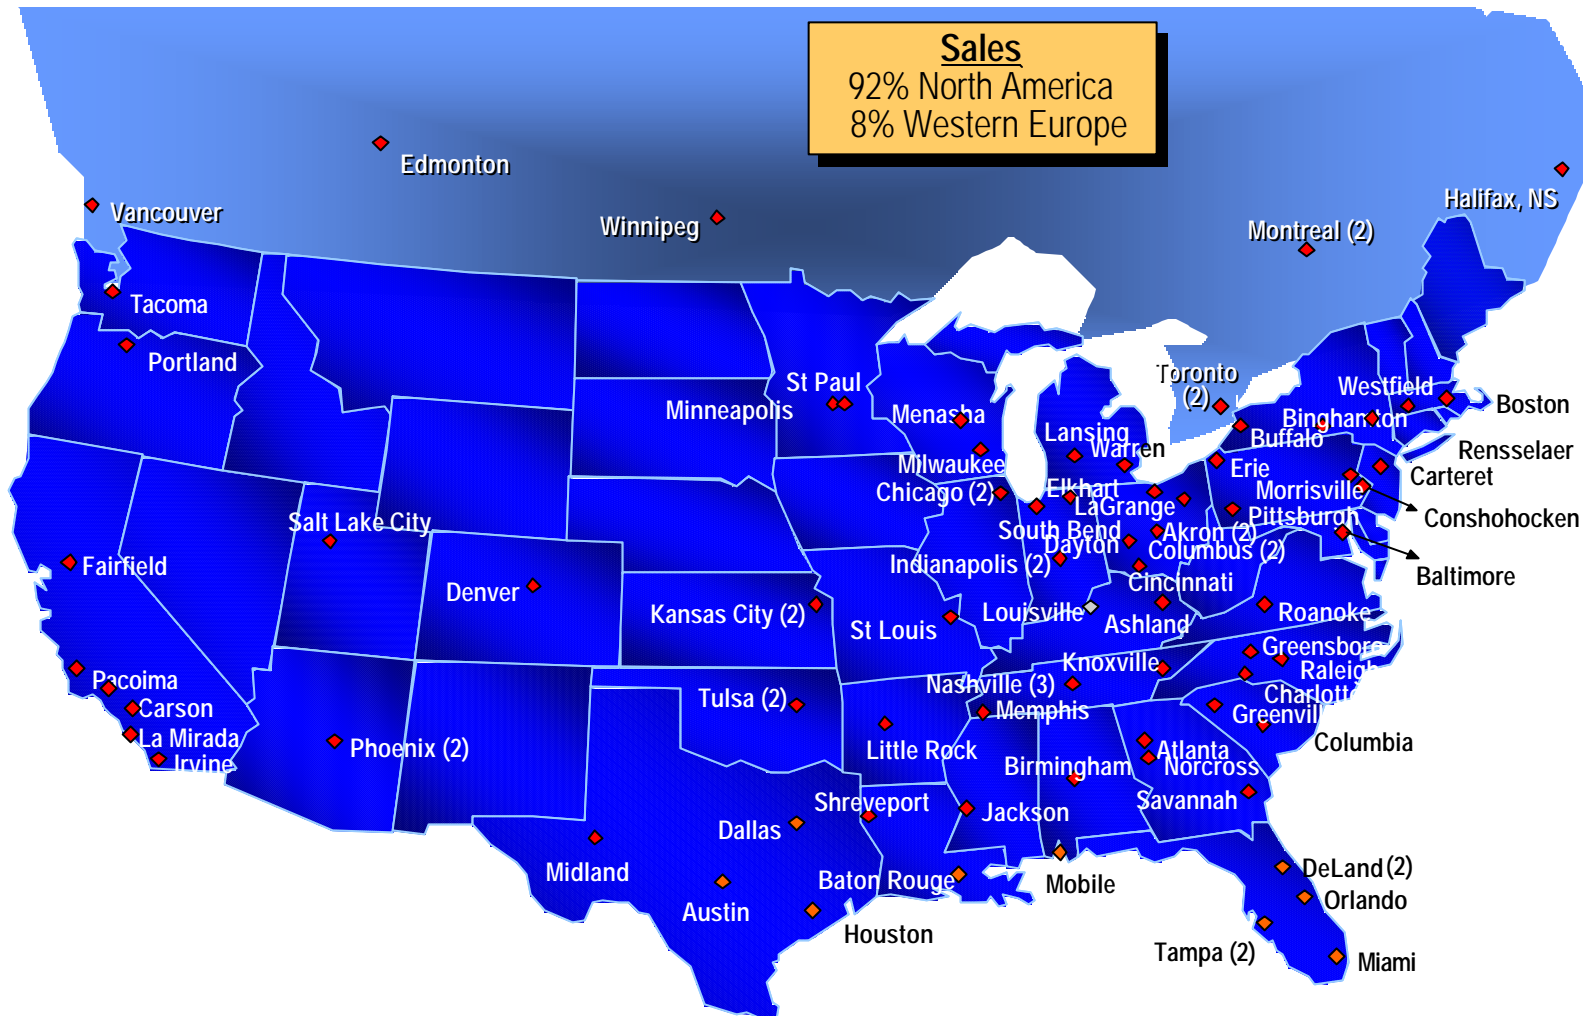 Sales
92% North America
8% Western Europe
Edmonton
Vancouver
Winnipeg
Halifax, NS
Montreal (2)
Tacoma
Portland
St Paul
Minneapolis
Menasha
Milwaukee
Chicago (2)
Lansing
Warren
Toronto
(2)
Westfield
Binghamton
Buffalo
Boston
Rensselaer
Erie
Carteret
Morrisville
Conshohocken
Pittsburgh
Baltimore
Elkhart
LaGrange
South Bend
Akron (2)
Dayton
Columbus (2)
Indianapolis (2)
Cincinnati
Salt Lake City
Fairfield
Denver
Kansas City (2)
St Louis
Louisville
Ashland
Roanoke
Greensboro
Knoxville
Raleigh
Nashville (3)
Charlotte
Memphis
Greenville
Columbia
Pacoima
Carson
La Mirada
Irvine
Phoenix (2)
Tulsa (2)
Little Rock
Atlanta
Birmingham
Norcross
Savannah
Shreveport
Jackson
Dallas
Midland
Baton Rouge
Mobile
Austin
Houston
DeLand (2)
Orlando
Tampa (2)
Miami